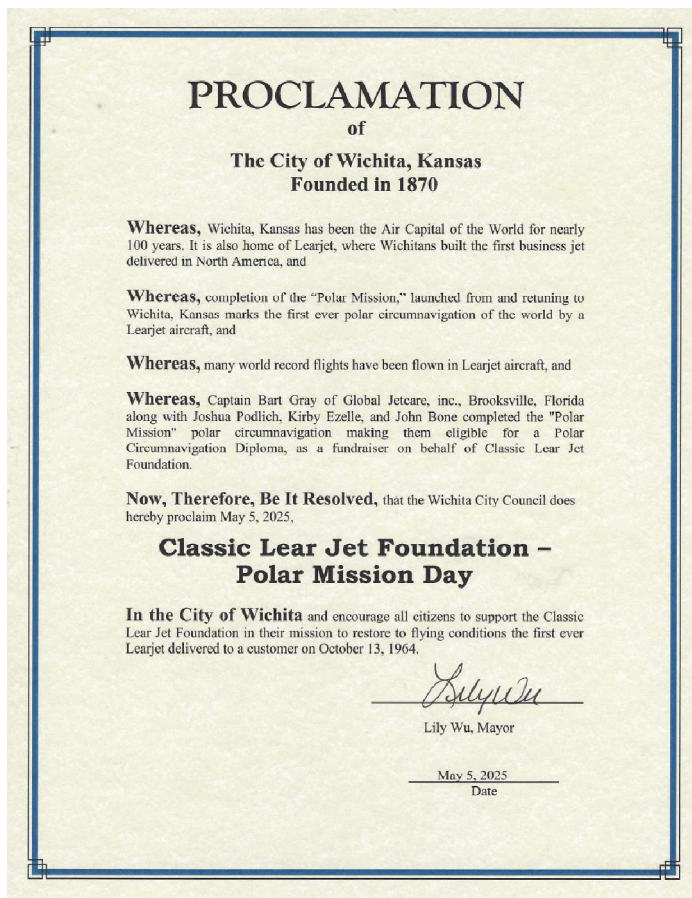 PROCLAMATION
of
The City of Wichita, Kansas
Founded in 1870
Whereas, Wichita, Kansas has been the Air Capital of the World for nearly
100 years. It is also home of Learjet, where Wichitans built the first business jet
delivered in North America, and
Whereas, completion of the “Polar Mission,” launched from and retuning to
Wichita, Kansas marks the first ever polar circumnavigation of the world by a
Learjet aircraft, and
Whereas, many world record flights have been flown in Learjet aircraft, and
Whereas, Captain Bart Gray of Global Jetcare, inc., Brooksville, Florida
along with Joshua Podlich, Kirby Ezelle, and John Bone completed the "Polar
Mission" polar circumnavigation making them eligible for a Polar
Circumnavigation Diploma, as a fundraiser on behalf of Classic Lear Jet
Foundation.
Now, Therefore, Be It Resolved, that the Wichita City Council does
hereby proclaim May 5, 2025,
Classic Lear Jet Foundation –
Polar Mission Day
In the City of Wichita and encourage all citizens to support the Classic
Lear Jet Foundation in their mission to restore to flying conditions the first ever
Learjet delivered to a customer on October 13, 1964.
Lily Wu
Lily Wu, Mayor
May 5, 2025
Date